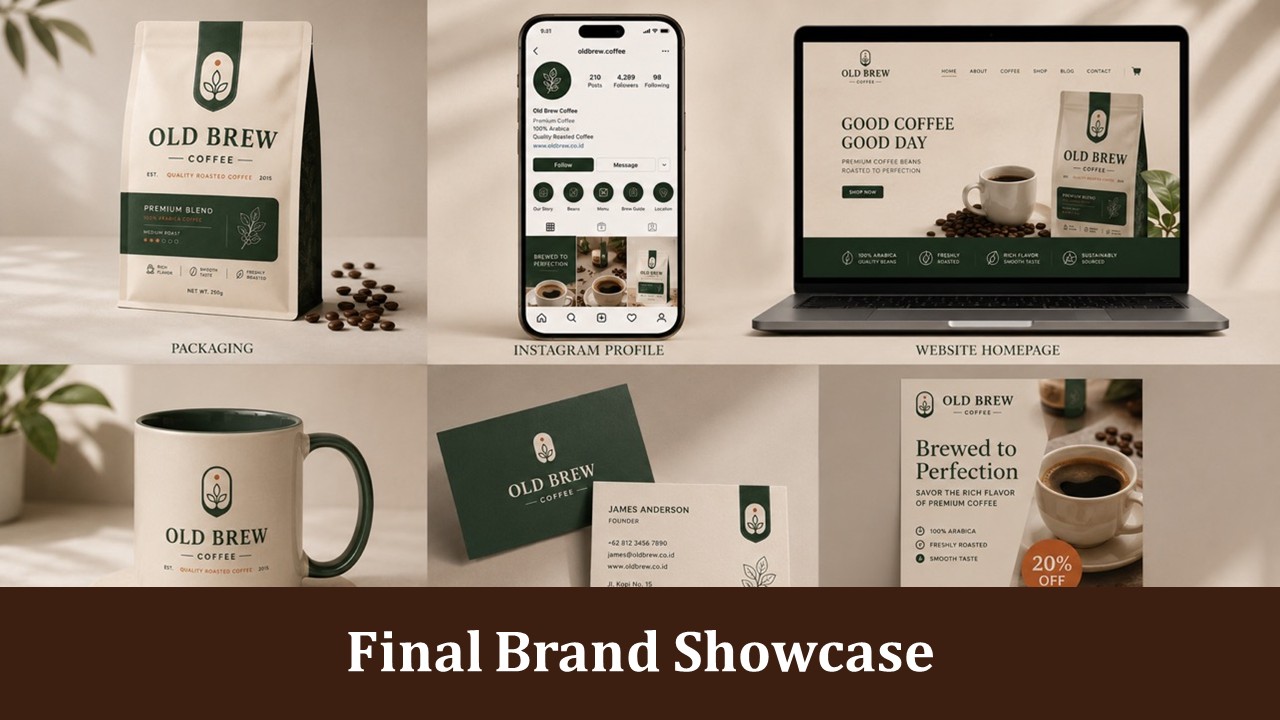 OLD BREW
COFFEE
EST. QUALITY ROASTED COFFEE 2015
PREMIUM BLEND
100% ARABICA COFFEE
MEDIUM ROAST
RICH FLAVOR
SMOOTH TASTE
FRESHLY ROASTED
NET WT. 250g
PACKAGING
9:21
oldbrew.coffee
210 4,289 98
Posts Followers Following
Old Brew Coffee
Premium Coffee
100% Arabica
Quality Roasted Coffee
www.oldbrew.co.id
Follow Message
Our Story Beans Menu Brew Guide Location
BREWED TO
PERFECTION
OLD BREW
INSTAGRAM PROFILE
OLD BREW
COFFEE
HOME ABOUT COFFEE SHOP BLOG CONTACT
GOOD COFFEE
GOOD DAY
PREMIUM COFFEE BEANS
ROASTED TO PERFECTION
SHOP NOW
OLD BREW
COFFEE
PREMIUM BLEND
100% ARABICA
QUALITY BEANS
FRESHLY
ROASTED
RICH FLAVOR
SMOOTH TASTE
SUSTAINABLY
SOURCED
WEBSITE HOMEPAGE
OLD BREW
COFFEE
EST. QUALITY ROASTED COFFEE 2015
OLD BREW
COFFEE
JAMES ANDERSON
FOUNDER
+62 812 3456 7890
james@oldbrew.co.id
www.oldbrew.co.id
Jl. Kopi No. 15
OLD BREW
COFFEE
Brewed to
Perfection
SAVOR THE RICH FLAVOR
OF PREMIUM COFFEE
100% ARABICA
FRESHLY ROASTED
SMOOTH TASTE
20%
OFF
Final Brand Showcase